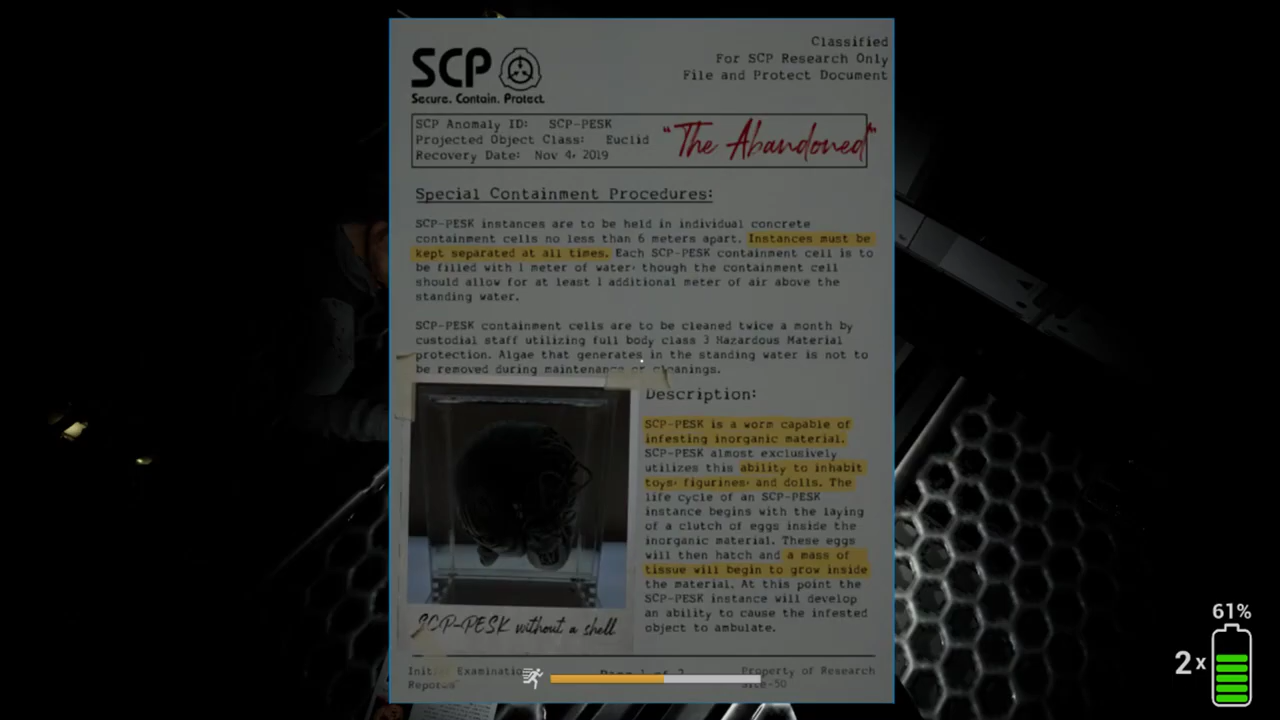 Classified
For SCP Research Only
File and Protect Document
SCP
Secure. Contain. Protect.
SCP Anomaly ID: SCP-PESK
Projected Object Class: Euclid
Recovery Date: Nov 4, 2019
"The Abandoned"
Special Containment Procedures:
SCP-PESK instances are to be held in individual concrete
containment cells no less than 6 meters apart. Instances must be
kept separated at all times. Each SCP-PESK containment cell is to
be filled with 1 meter of water, though the containment cell
should allow for at least 1 additional meter of air above the
standing water.
SCP-PESK containment cells are to be cleaned twice a month by
custodial staff utilizing full body class 3 Hazardous Material
protection. Algae that generates in the standing water is not to
be removed during maintenance or cleanings.
Description:
SCP-PESK is a worm capable of
infesting inorganic material.
SCP-PESK almost exclusively
utilizes this ability to inhabit
toys, figurines, and dolls. The
life cycle of an SCP-PESK
instance begins with the laying
of a clutch of eggs inside the
inorganic material. These eggs
will then hatch and a mass of
tissue will begin to grow inside
the material. At this point the
SCP-PESK instance will develop
an ability to cause the infested
object to ambulate.
SCP-PESK without a shell
Initial Examination
Reports
Page 1 of 2
Property of Research
Site-50
61%
2x